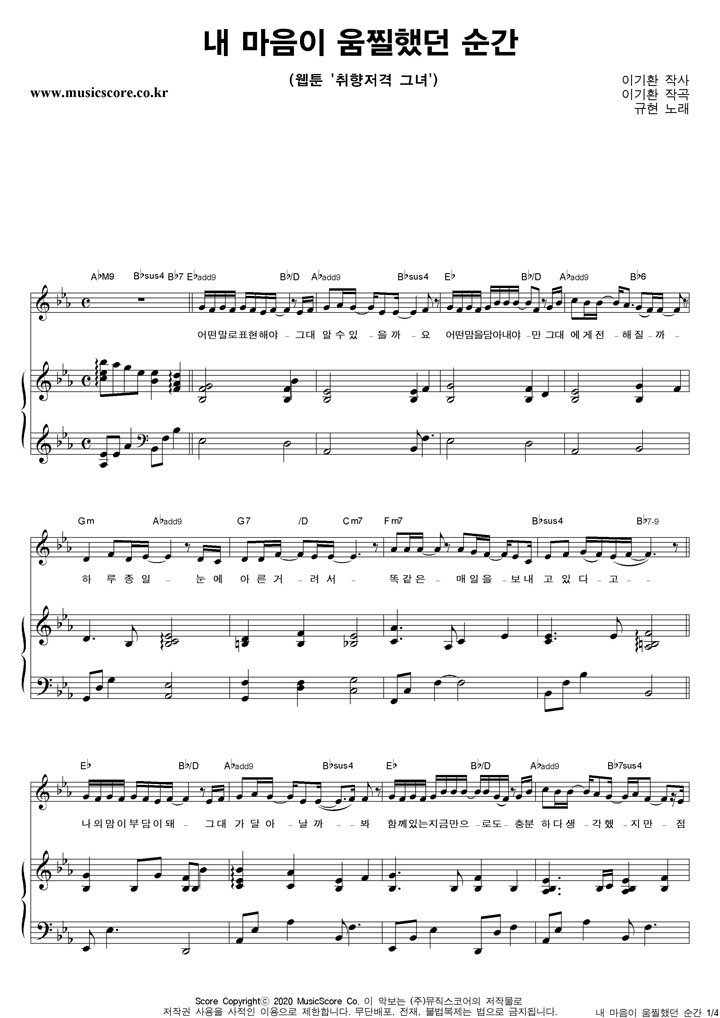 내 마음이 움찔했던 순간
(웹툰 '취향저격 그녀')
이기환 작사
www.musicscore.co.kr
이기환 작곡
규현 노래
A♭M9 B♭sus4 B♭7 E♭add9 B♭/D A♭add9 B♭sus4 E♭ B♭/D A♭add9 B♭6
어떤말로표현해야 - 그대 알 수 있 - 을 까 - 요 어떤맘을담아내야 - 만 그대 에게 전 - 해 질 - 까 -
Gm A♭add9 G7 /D Cm7 Fm7 B♭sus4 B♭7-9
하 루 종 일 - 눈 에 아 른 거 - 려 서 - 똑 같 은 - 매 일 을 - 보 내 고 있 다 - 고 -
E♭ B♭/D A♭add9 B♭sus4 E♭ B♭/D A♭add9 B♭7sus4
나의 맘이 부 담이 돼 - 그대 가 달 아 - 날 까 - 봐 함께있는지금만으 - 로도 충분 하 다 생 - 각 했 - 지 만 - 점
Score Copyrightⓒ 2020 MusicScore Co. 이 악보는 (주)뮤직스코어의 저작물로
저작권 사용을 사적인 이용으로 제한합니다. 무단배포, 전재, 불법복제는 법으로 금지됩니다.
내 마음이 움찔했던 순간 1/4